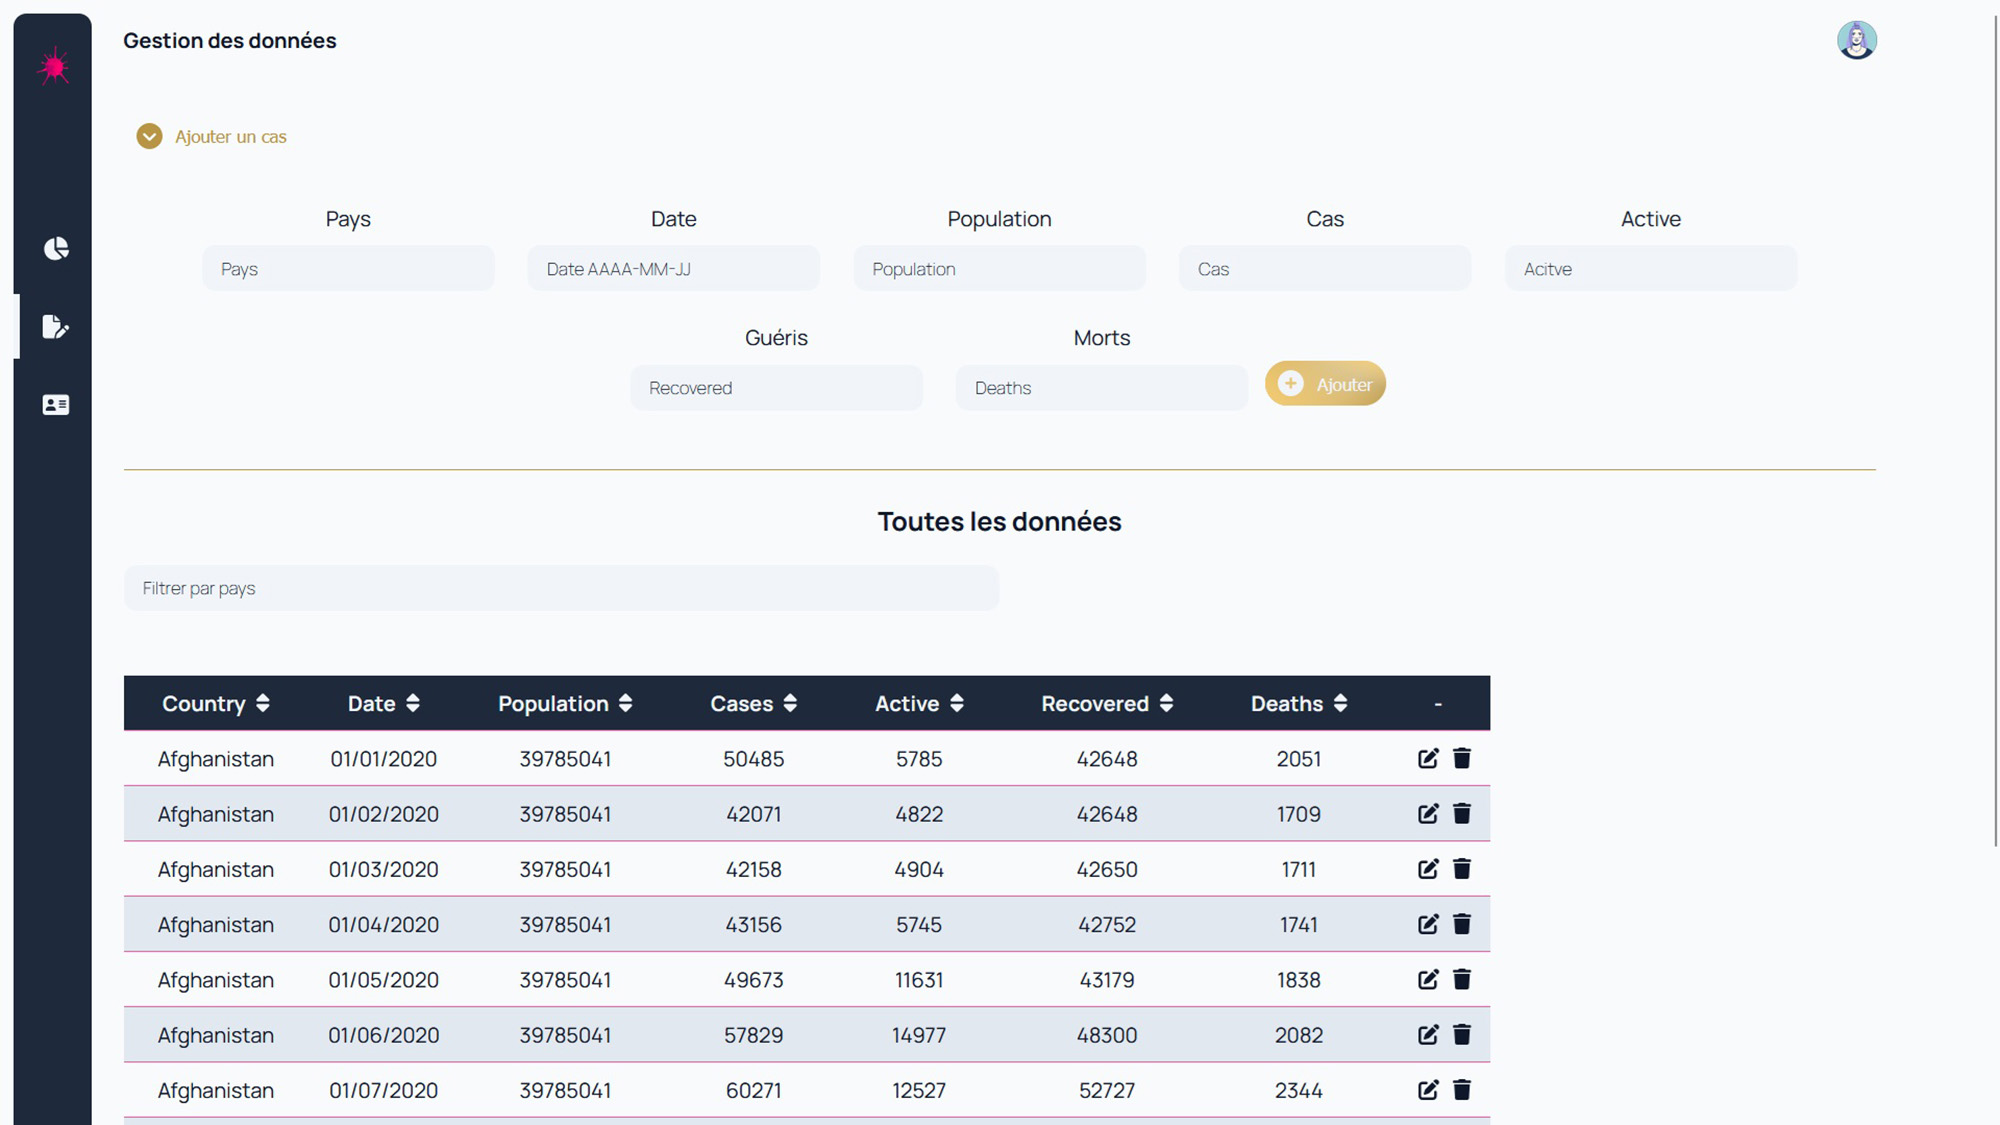 Gestion des données
Ajouter un cas
Pays Date Population Cas Active
Pays Date AAAA-MM-JJ Population Cas Acitve
Guéris Morts
Recovered Deaths Ajouter
Toutes les données
Filtrer par pays
Country Date Population Cases Active Recovered Deaths -
Afghanistan 01/01/2020 39785041 50485 5785 42648 2051
Afghanistan 01/02/2020 39785041 42071 4822 42648 1709
Afghanistan 01/03/2020 39785041 42158 4904 42650 1711
Afghanistan 01/04/2020 39785041 43156 5745 42752 1741
Afghanistan 01/05/2020 39785041 49673 11631 43179 1838
Afghanistan 01/06/2020 39785041 57829 14977 48300 2082
Afghanistan 01/07/2020 39785041 60271 12527 52727 2344